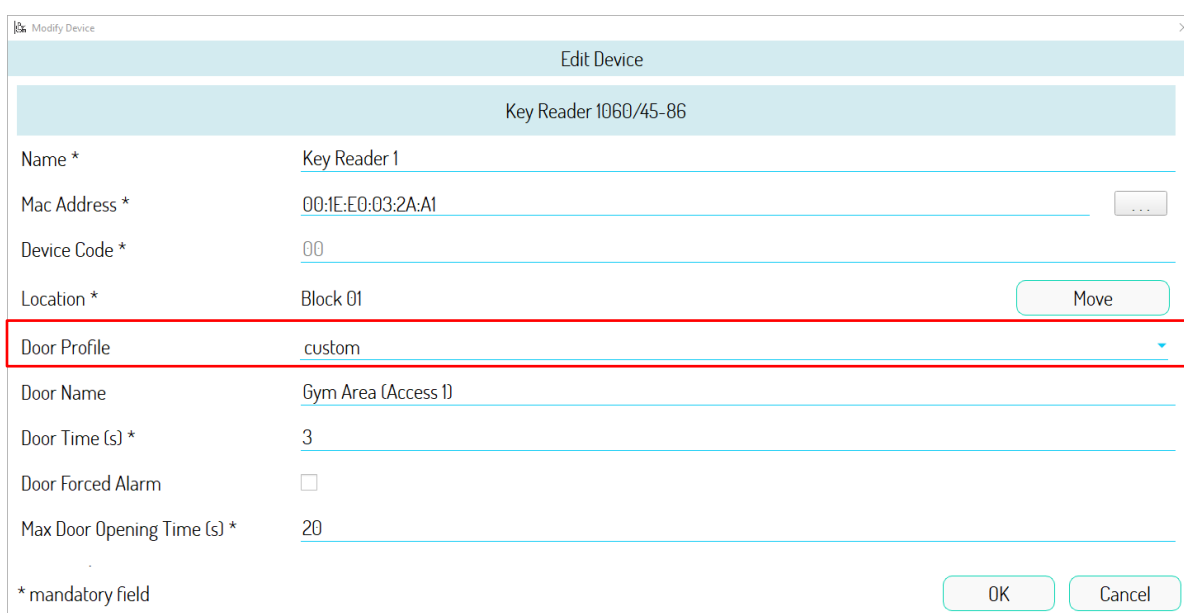 Modify Device
Edit Device
Key Reader 1060/45-86
Name * Key Reader 1
Mac Address * 00:1E:E0:03:2A:A1 ...
Device Code * 00
Location * Block 01 Move
Door Profile custom
Door Name Gym Area (Access 1)
Door Time (s) * 3
Door Forced Alarm
Max Door Opening Time (s) * 20
* mandatory field OK Cancel